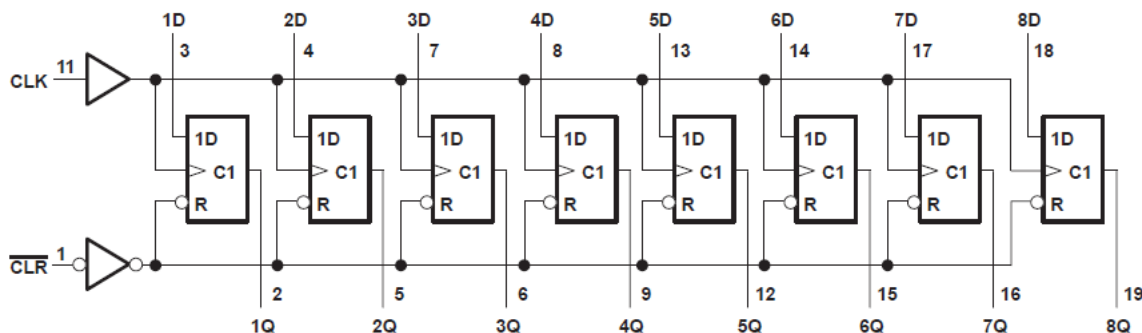 1D 2D 3D 4D 5D 6D 7D 8D
3 4 7 8 13 14 17 18
CLK 11
1D 1D 1D 1D 1D 1D 1D 1D
C1 C1 C1 C1 C1 C1 C1 C1
R R R R R R R R
CLR 1
2 5 6 9 12 15 16 19
1Q 2Q 3Q 4Q 5Q 6Q 7Q 8Q